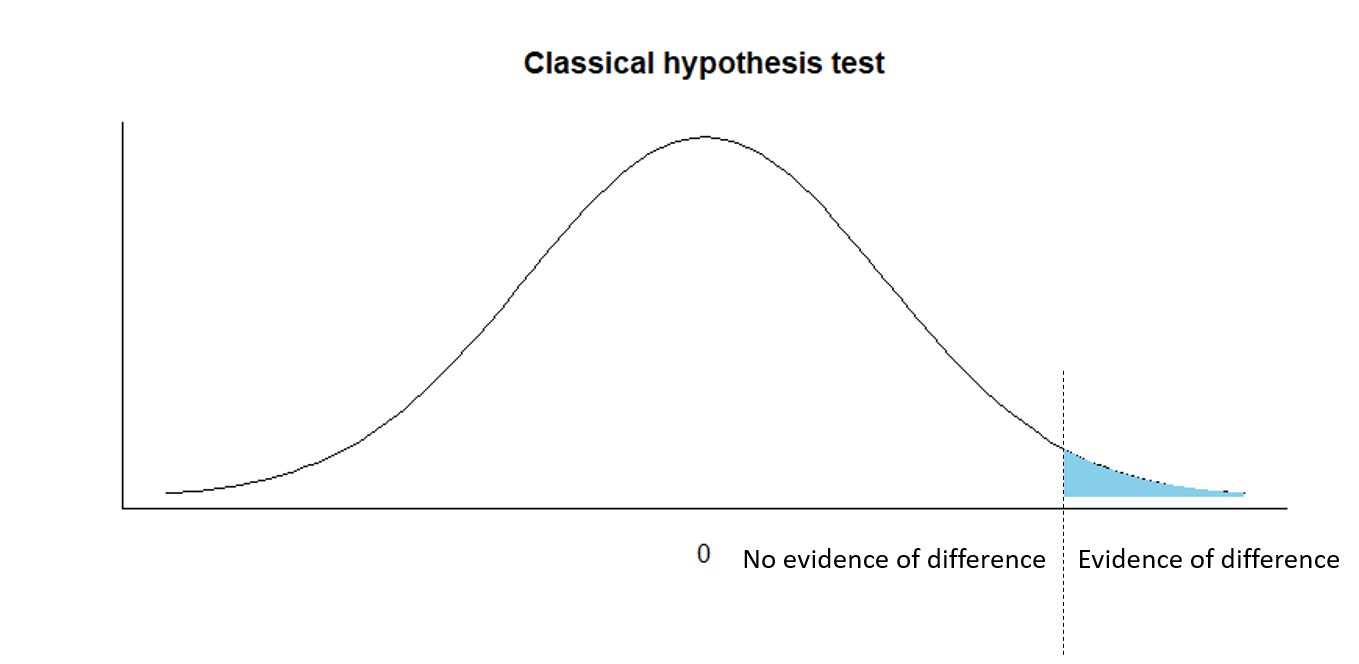 Classical hypothesis test
0 No evidence of difference Evidence of difference